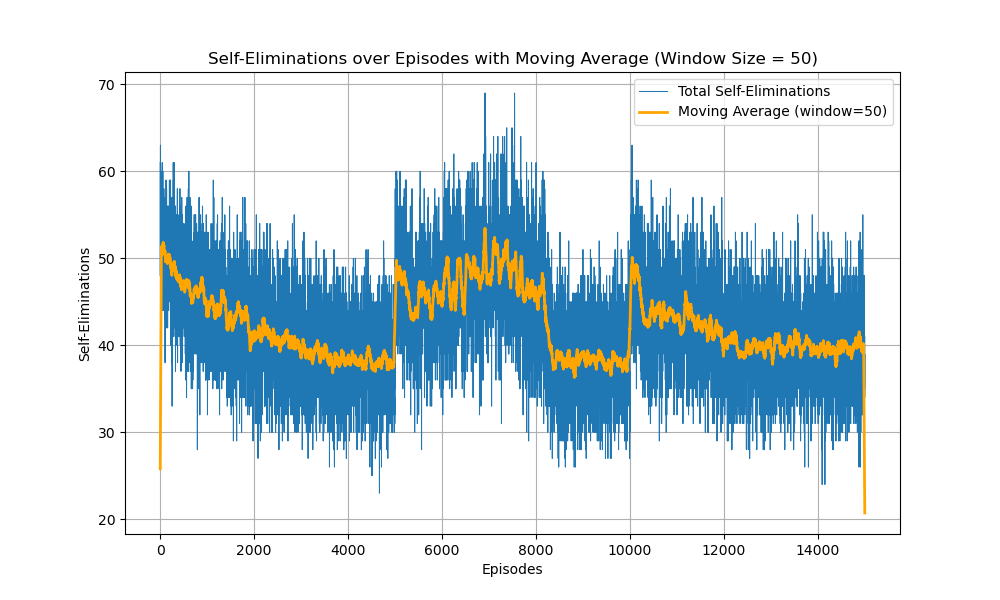 Self-Eliminations over Episodes with Moving Average (Window Size = 50)
Total Self-Eliminations
Moving Average (window=50)
Self-Eliminations
70
60
50
40
30
20
0 2000 4000 6000 8000 10000 12000 14000
Episodes